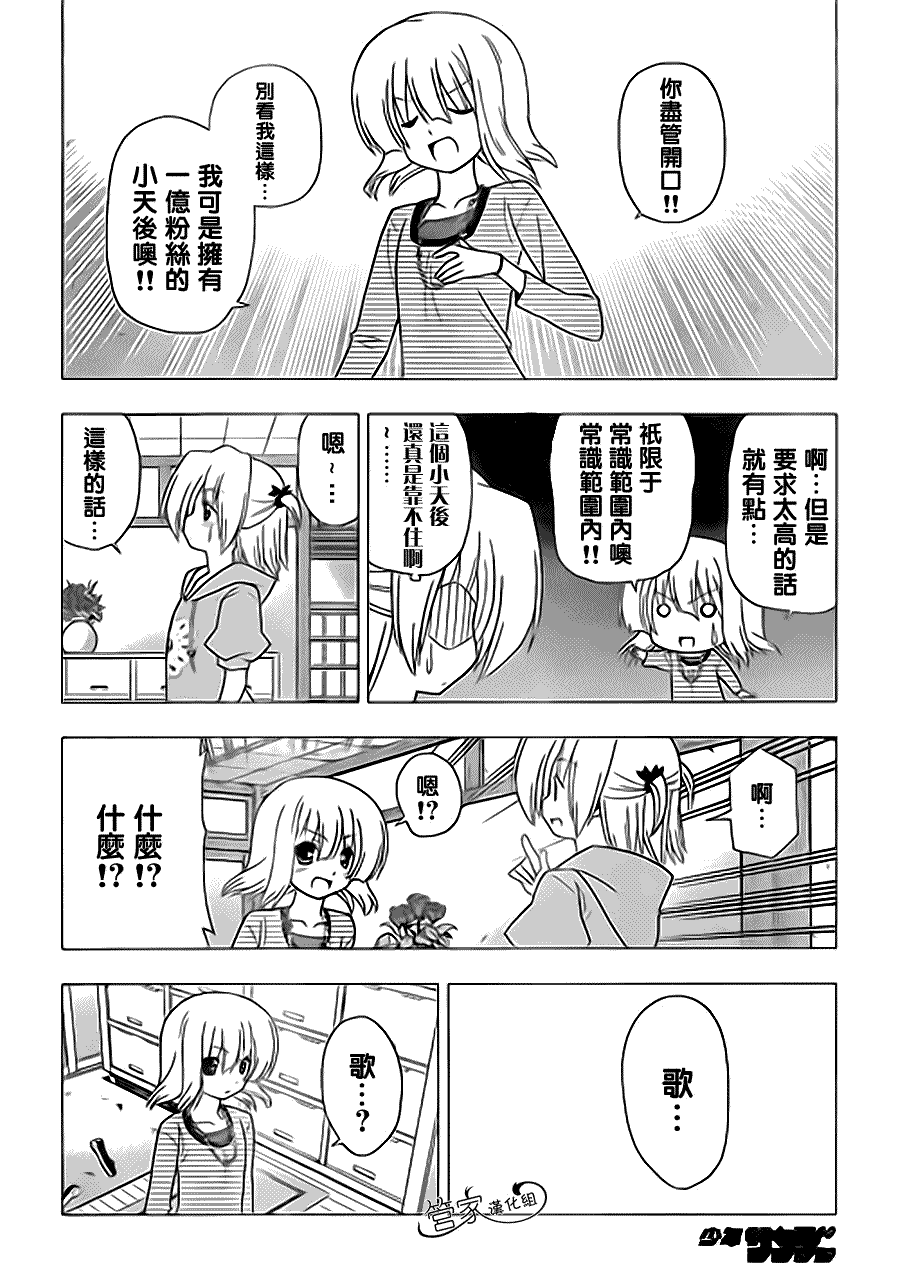 你盡管開口!!
別看我這樣…
我可是擁有
一億粉絲的
小天後噢!!
啊…但是
要求太高的話
就有點…
衹限于
常識範圍內噢
常識範圍內!!
這個小天後
還真是靠不住啊
~………
嗯
~…
這樣的話…
啊…
嗯!?
什麼!?
什麼!?
歌…
歌…?
管家漢化組
少年